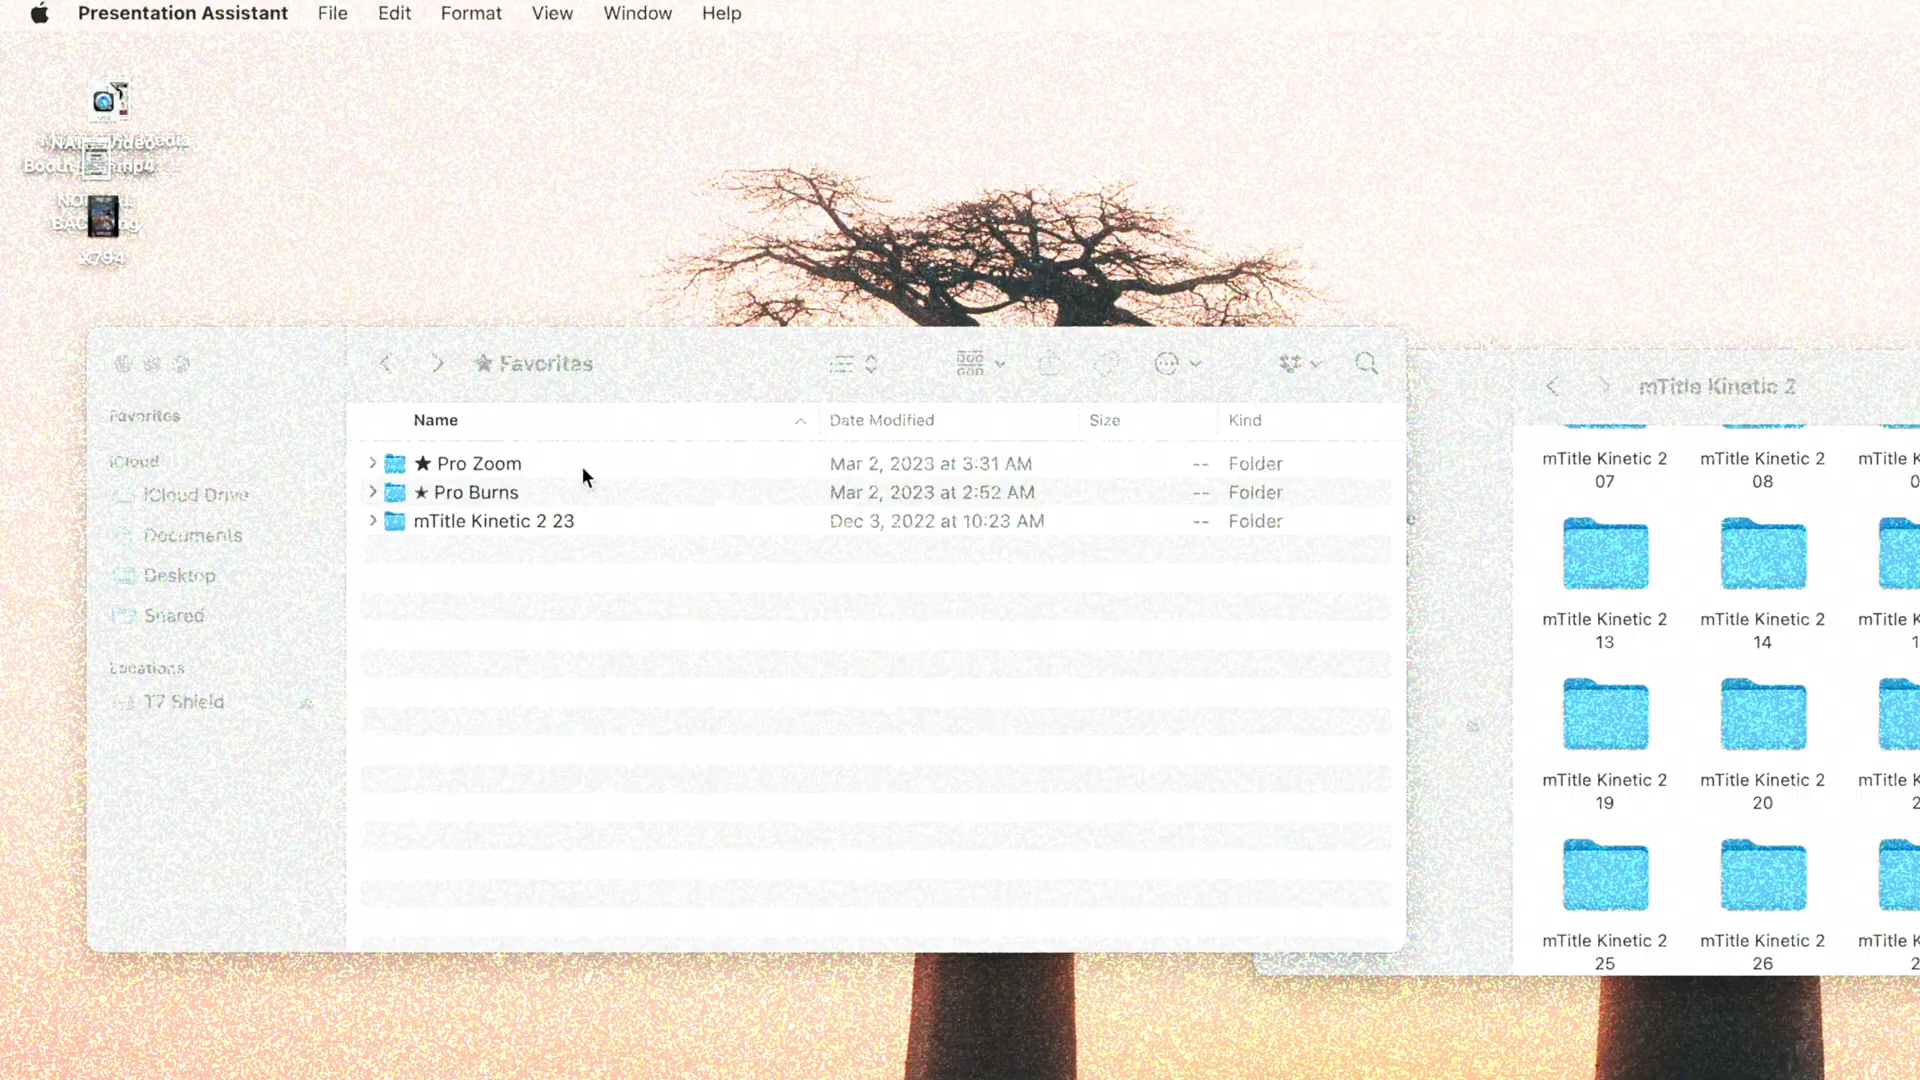 Presentation Assistant File Edit Format View Window Help
x794
★ Favorites
mTitle Kinetic 2
Favorites
iCloud
iCloud Drive
Documents
Desktop
Shared
Locations
T7 Shield
Name Date Modified Size Kind
★ Pro Zoom Mar 2, 2023 at 3:31 AM -- Folder
★ Pro Burns Mar 2, 2023 at 2:52 AM -- Folder
mTitle Kinetic 2 23 Dec 3, 2022 at 10:23 AM -- Folder
mTitle Kinetic 2
07
mTitle Kinetic 2
08
mTitle Kinetic 2
13
mTitle Kinetic 2
14
mTitle Kinetic 2
19
mTitle Kinetic 2
20
mTitle Kinetic 2
25
mTitle Kinetic 2
26